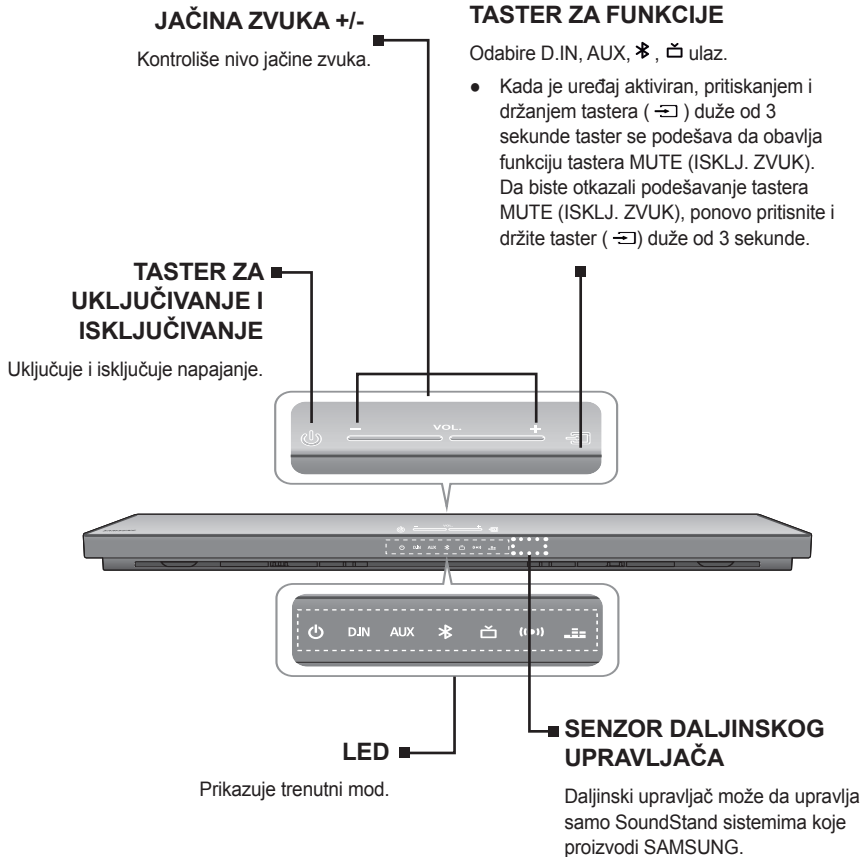 JAČINA ZVUKA +/-
Kontroliše nivo jačine zvuka.
TASTER ZA FUNKCIJE
Odabire D.IN, AUX, , ulaz.
● Kada je uređaj aktiviran, pritiskanjem i
držanjem tastera ( ) duže od 3
sekunde taster se podešava da obavlja
funkciju tastera MUTE (ISKLJ. ZVUK).
Da biste otkazali podešavanje tastera
MUTE (ISKLJ. ZVUK), ponovo pritisnite i
držite taster ( ) duže od 3 sekunde.
TASTER ZA
UKLJUČIVANJE I
ISKLJUČIVANJE
Uključuje i isključuje napajanje.
− VOL. +
D.IN AUX
D.IN AUX
LED
Prikazuje trenutni mod.
SENZOR DALJINSKOG
UPRAVLJAČA
Daljinski upravljač može da upravlja
samo SoundStand sistemima koje
proizvodi SAMSUNG.